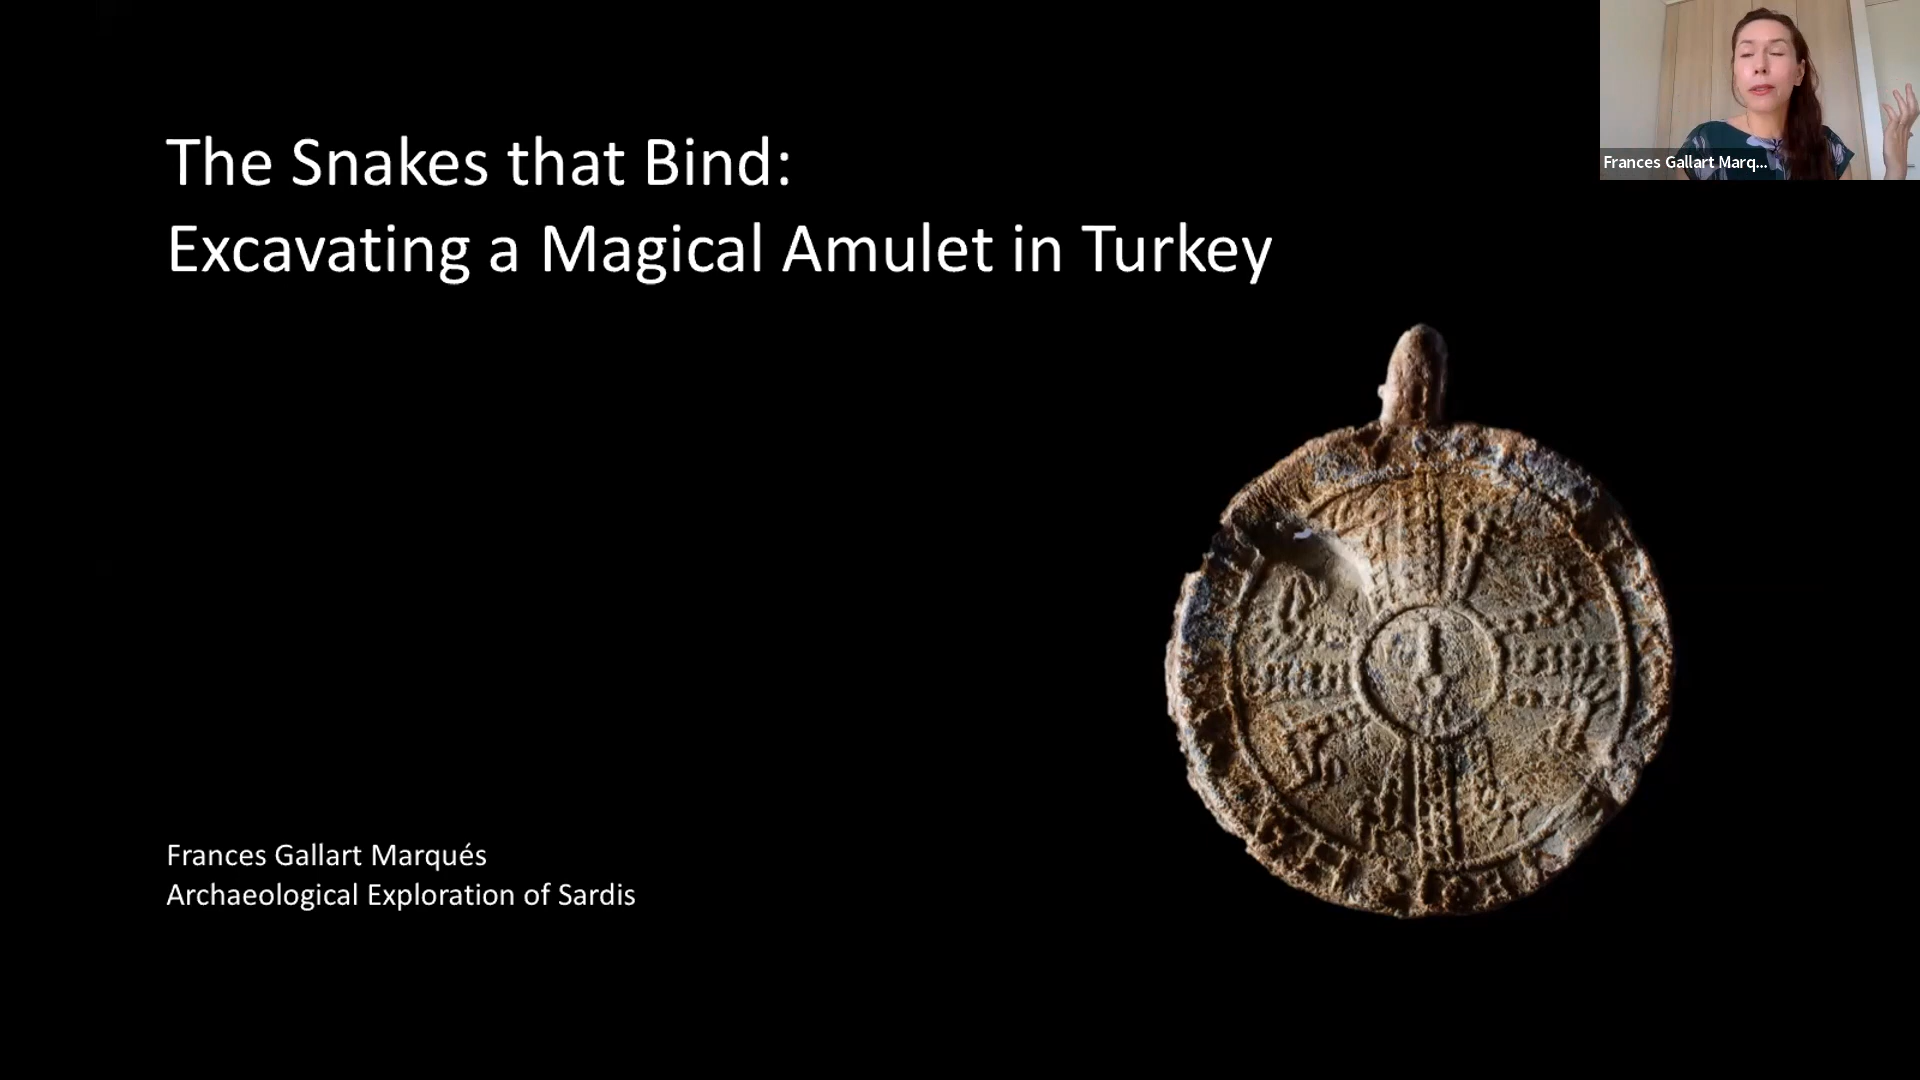 The Snakes that Bind:
Excavating a Magical Amulet in Turkey
Frances Gallart Marq...
Frances Gallart Marqués
Archaeological Exploration of Sardis